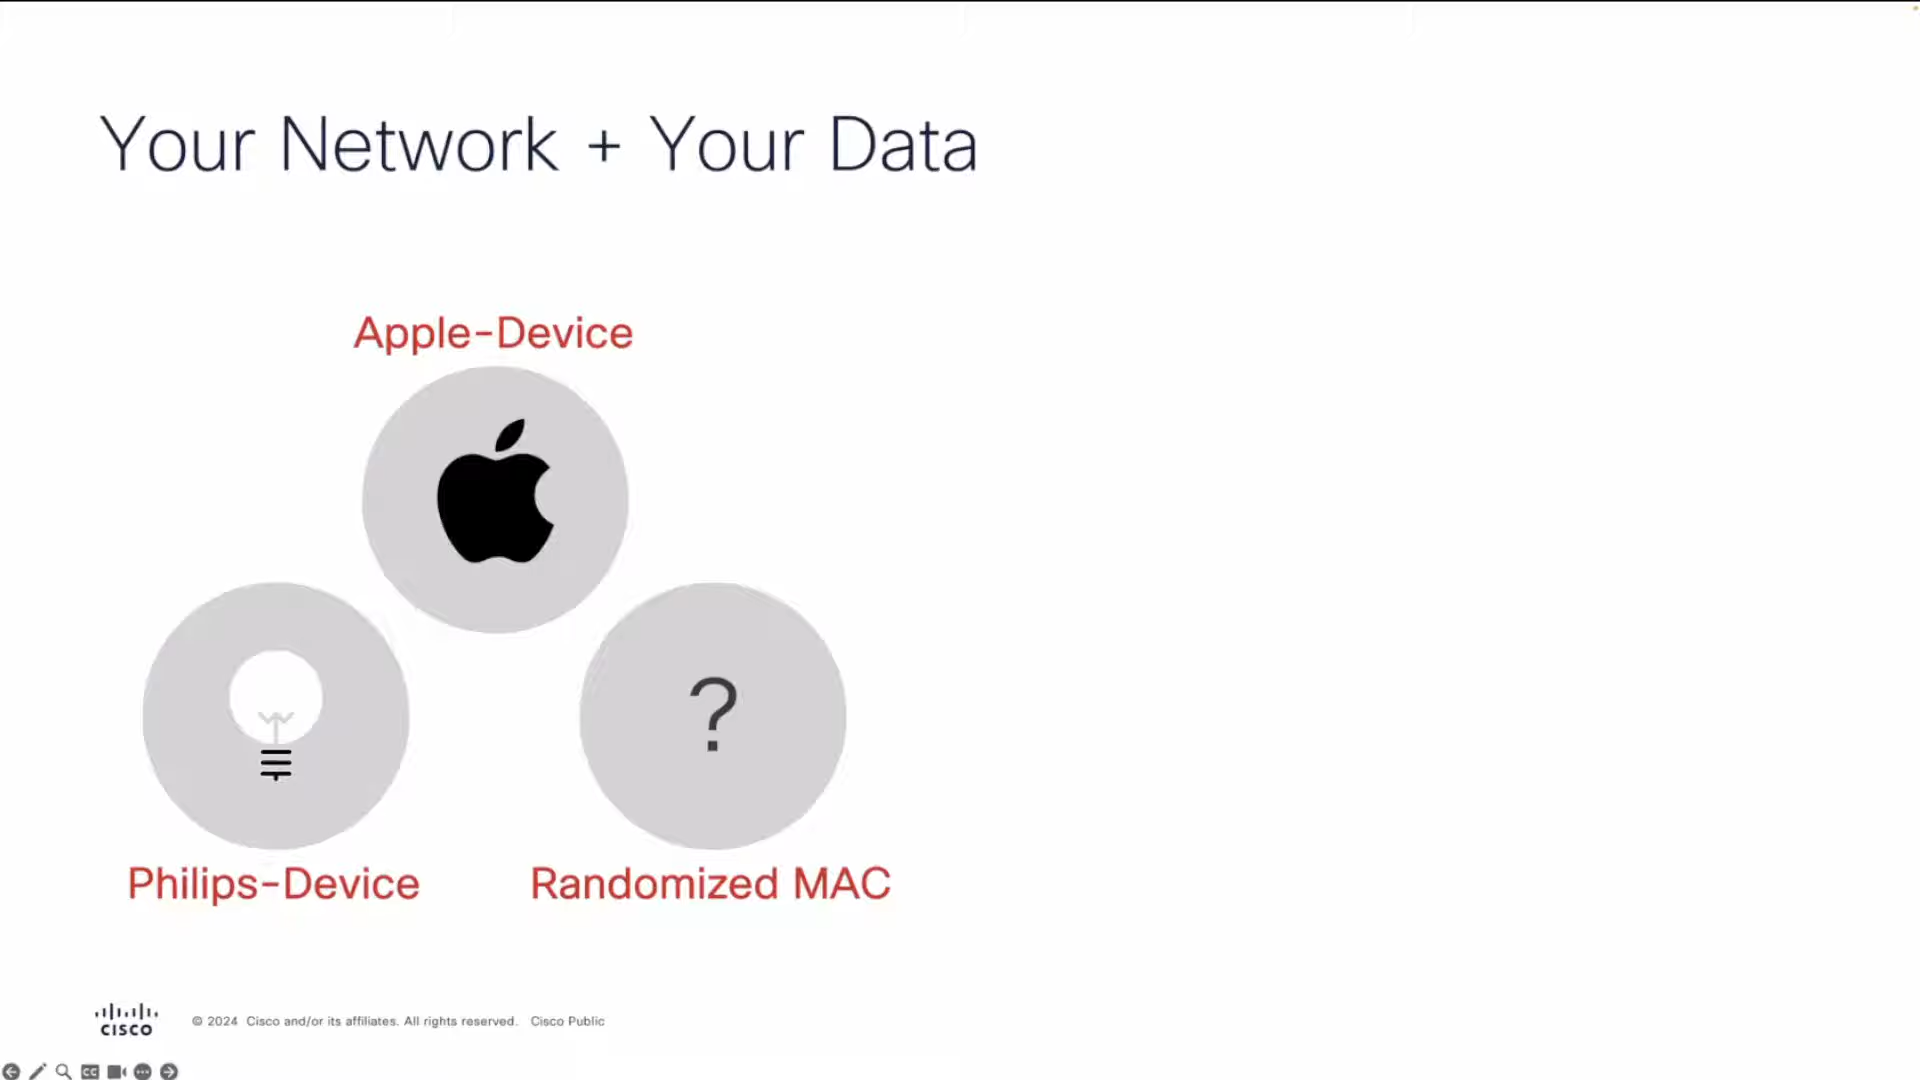 Your Network + Your Data
Apple-Device
?
Philips-Device
Randomized MAC
CISCO
© 2024 Cisco and/or its affiliates. All rights reserved. Cisco Public
CC